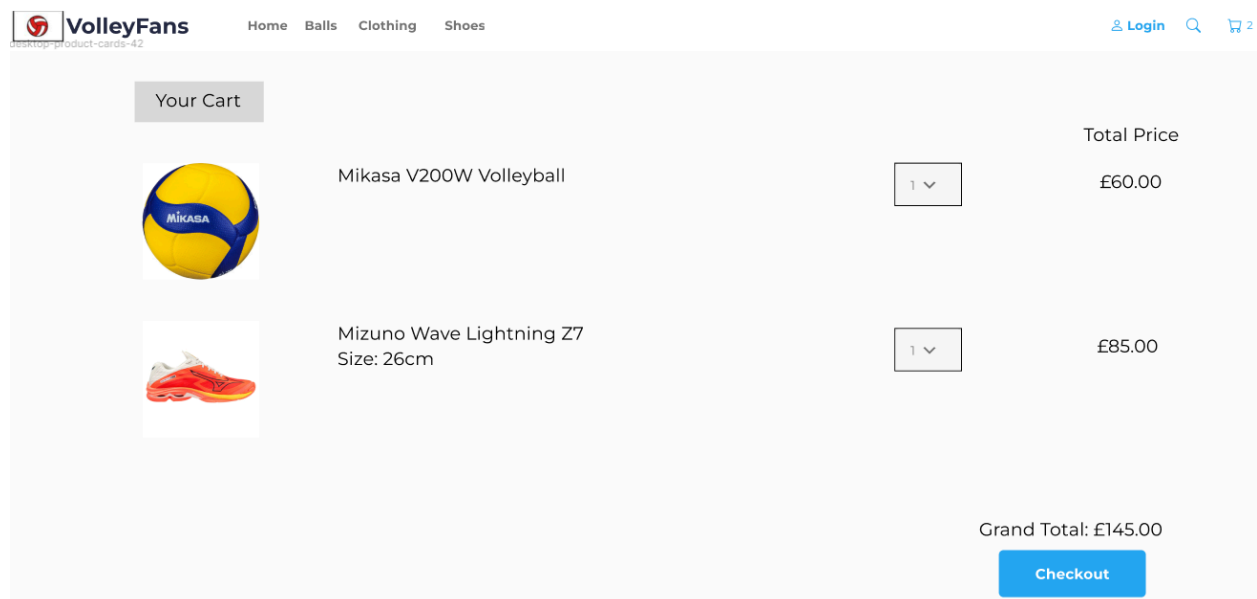 VolleyFans
Home Balls Clothing Shoes
Login 2
desktop-product-cards-42
Your Cart
Total Price
MIKASA
Mikasa V200W Volleyball
1
£60.00
Mizuno Wave Lightning Z7
Size: 26cm
1
£85.00
Grand Total: £145.00
Checkout